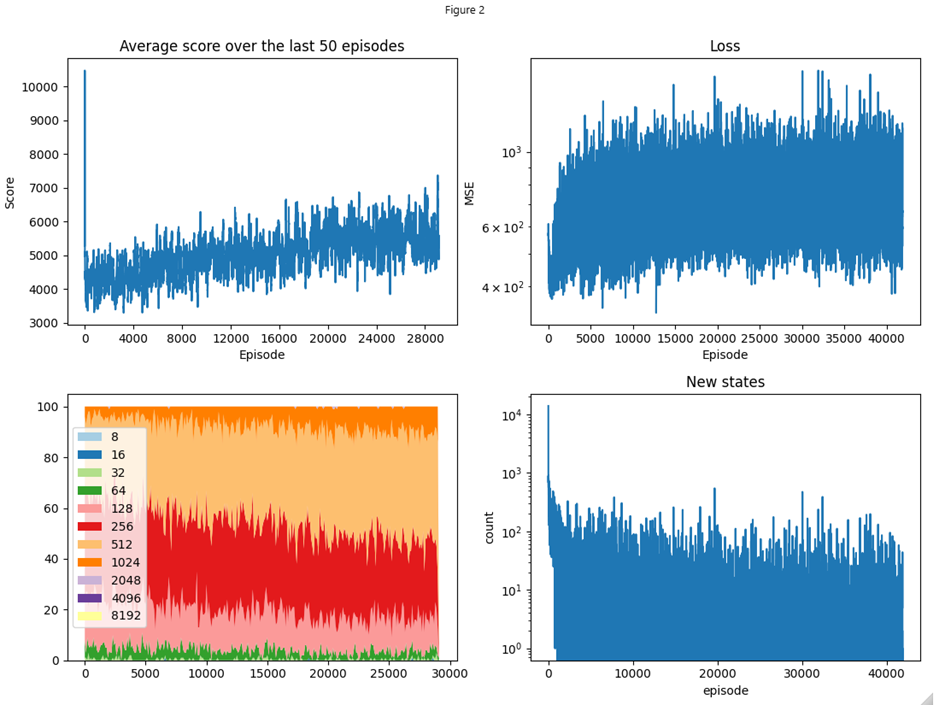 Figure 2
Average score over the last 50 episodes
10000
9000
8000
7000
6000
5000
4000
3000
Score
0 4000 8000 12000 16000 20000 24000 28000
Episode
Loss
10³
6 × 10²
4 × 10²
MSE
0 5000 10000 15000 20000 25000 30000 35000 40000
Episode
100
80
60
40
20
0
8
16
32
64
128
256
512
1024
2048
4096
8192
0 5000 10000 15000 20000 25000 30000
New states
10⁴
10³
10²
10¹
10⁰
count
0 10000 20000 30000 40000
episode